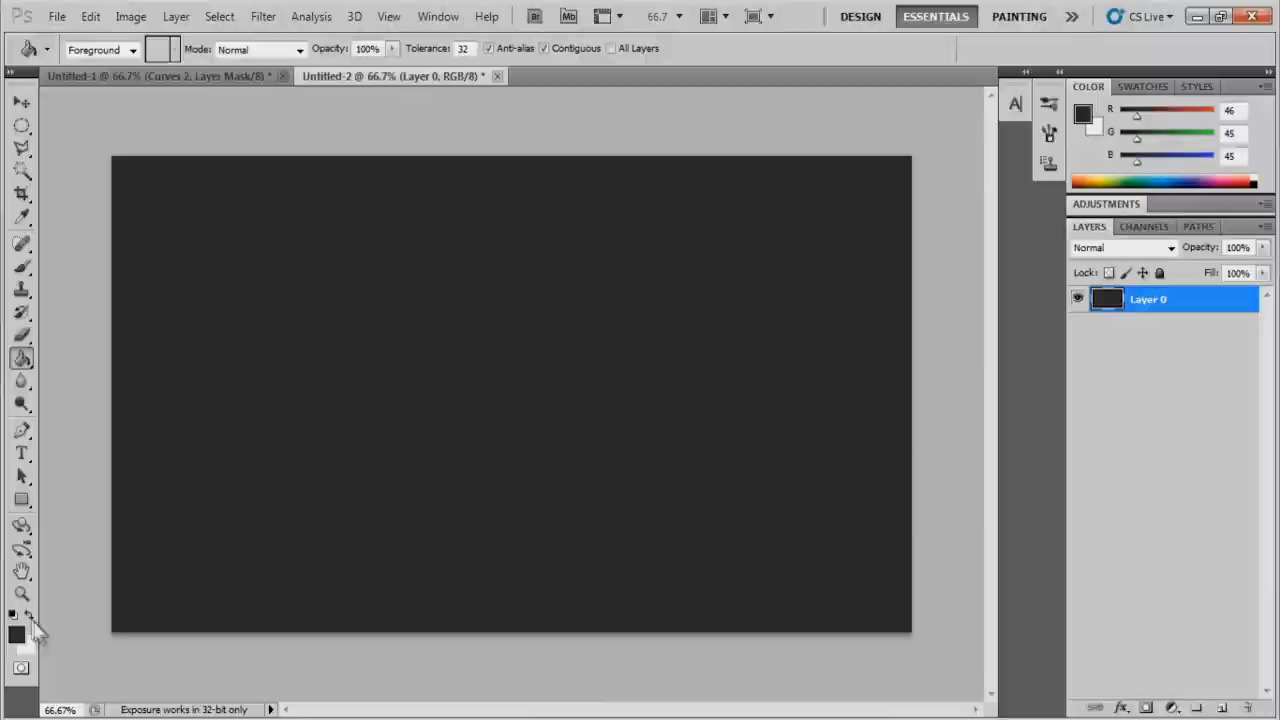 Ps File Edit Image Layer Select Filter Analysis 3D View Window Help Br Mb 66.7 DESIGN ESSENTIALS PAINTING CS Live
Foreground Mode: Normal Opacity: 100% Tolerance: 32 Anti-alias Contiguous All Layers
Untitled-1 @ 66.7% (Curves 2, Layer Mask/8) * Untitled-2 @ 66.7% (Layer 0, RGB/8) *
COLOR SWATCHES STYLES
R 46
G 45
B 45
ADJUSTMENTS
LAYERS CHANNELS PATHS
Normal Opacity: 100%
Lock: Fill: 100%
Layer 0
66.67% Exposure works in 32-bit only